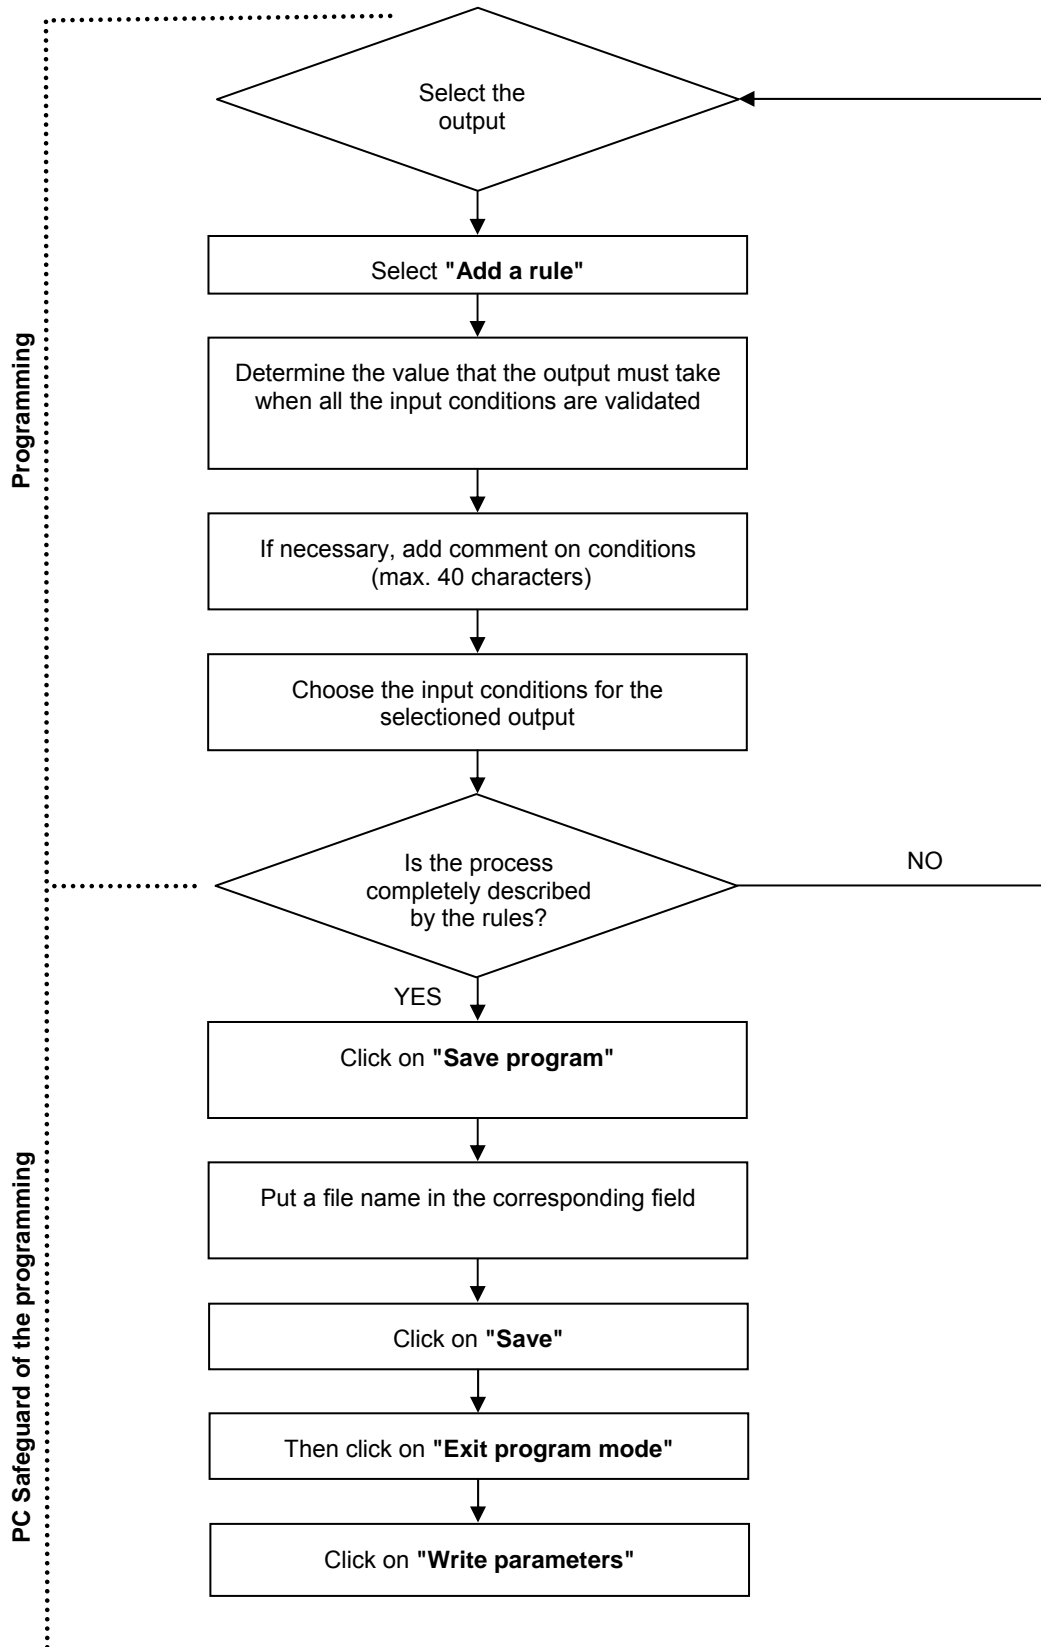 Select the
output
Select "Add a rule"
Programming
Determine the value that the output must take
when all the input conditions are validated
If necessary, add comment on conditions
(max. 40 characters)
Choose the input conditions for the
selectioned output
Is the process
completely described
by the rules?
NO
YES
Click on "Save program"
PC Safeguard of the programming
Put a file name in the corresponding field
Click on "Save"
Then click on "Exit program mode"
Click on "Write parameters"